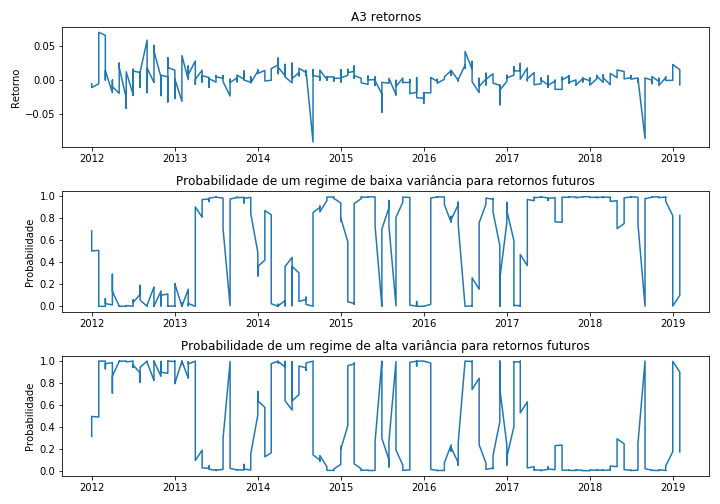 A3 retornos
Retorno
0.05
0.00
−0.05
2012 2013 2014 2015 2016 2017 2018 2019
Probabilidade de um regime de baixa variância para retornos futuros
Probabilidade
1.0
0.8
0.6
0.4
0.2
0.0
2012 2013 2014 2015 2016 2017 2018 2019
Probabilidade de um regime de alta variância para retornos futuros
Probabilidade
1.0
0.8
0.6
0.4
0.2
0.0
2012 2013 2014 2015 2016 2017 2018 2019